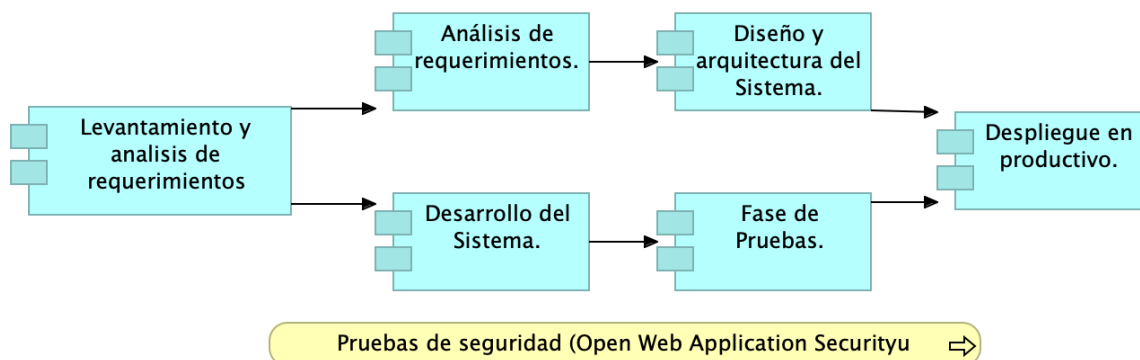 Levantamiento y
analisis de
requerimientos
Análisis de
requerimientos.
Diseño y
arquitectura del
Sistema.
Desarrollo del
Sistema.
Fase de
Pruebas.
Despliegue en
productivo.
Pruebas de seguridad (Open Web Application Securityu